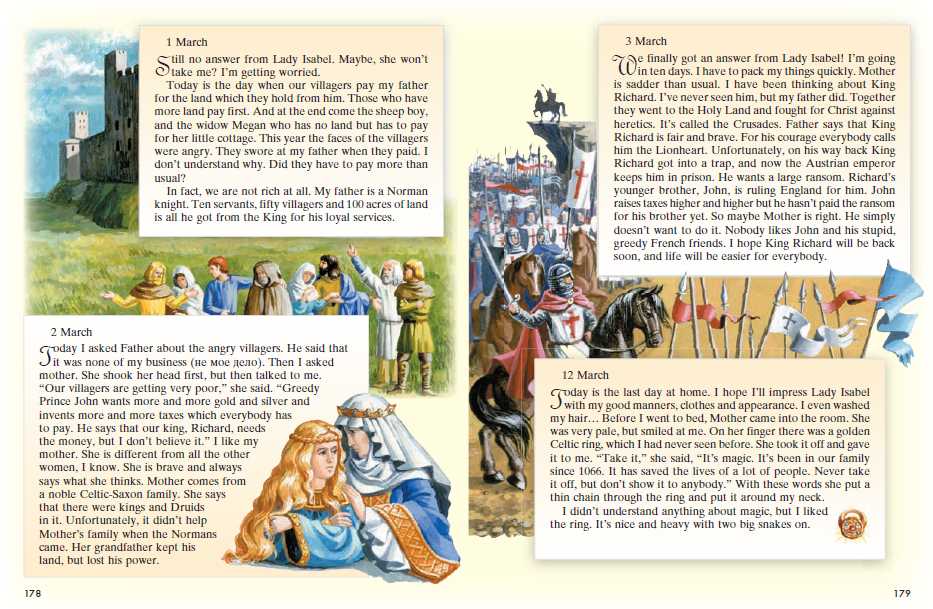 1 March
Still no answer from Lady Isabel. Maybe, she won't
take me? I'm getting worried.
Today is the day when our villagers pay my father
for the land which they hold from him. Those who have
more land pay first. And at the end come the sheep boy,
and the widow Megan who has no land but has to pay
for her little cottage. This year the faces of the villagers
were angry. They swore at my father when they paid. I
don't understand why. Did they have to pay more than
usual?
In fact, we are not rich at all. My father is a Norman
knight. Ten servants, fifty villagers and 100 acres of land
is all he got from the King for his loyal services.
2 March
Today I asked Father about the angry villagers. He said that
it was none of my business (не мое дело). Then I asked
mother. She shook her head first, but then talked to me.
“Our villagers are getting very poor,” she said. “Greedy
Prince John wants more and more gold and silver and
invents more and more taxes which everybody has
to pay. He says that our king, Richard, needs
the money, but I don't believe it.” I like my
mother. She is different from all the other
women, I know. She is brave and always
says what she thinks. Mother comes from
a noble Celtic-Saxon family. She says
that there were kings and Druids
in it. Unfortunately, it didn't help
Mother's family when the Normans
came. Her grandfather kept his
land, but lost his power.
178
3 March
We finally got an answer from Lady Isabel! I'm going
in ten days. I have to pack my things quickly. Mother
is sadder than usual. I have been thinking about King
Richard. I've never seen him, but my father did. Together
they went to the Holy Land and fought for Christ against
heretics. It's called the Crusades. Father says that King
Richard is fair and brave. For his courage everybody calls
him the Lionheart. Unfortunately, on his way back King
Richard got into a trap, and now the Austrian emperor
keeps him in prison. He wants a large ransom. Richard's
younger brother, John, is ruling England for him. John
raises taxes higher and higher but he hasn't paid the ransom
for his brother yet. So maybe Mother is right. He simply
doesn't want to do it. Nobody likes John and his stupid,
greedy French friends. I hope King Richard will be back
soon, and life will be easier for everybody.
12 March
Today is the last day at home. I hope I'll impress Lady Isabel
with my good manners, clothes and appearance. I even washed
my hair… Before I went to bed, Mother came into the room. She
was very pale, but smiled at me. On her finger there was a golden
Celtic ring, which I had never seen before. She took it off and gave
it to me. “Take it,” she said, “It's magic. It's been in our family
since 1066. It has saved the lives of a lot of people. Never take
it off, but don't show it to anybody.” With these words she put a
thin chain through the ring and put it around my neck.
I didn't understand anything about magic, but I liked
the ring. It's nice and heavy with two big snakes on.
179